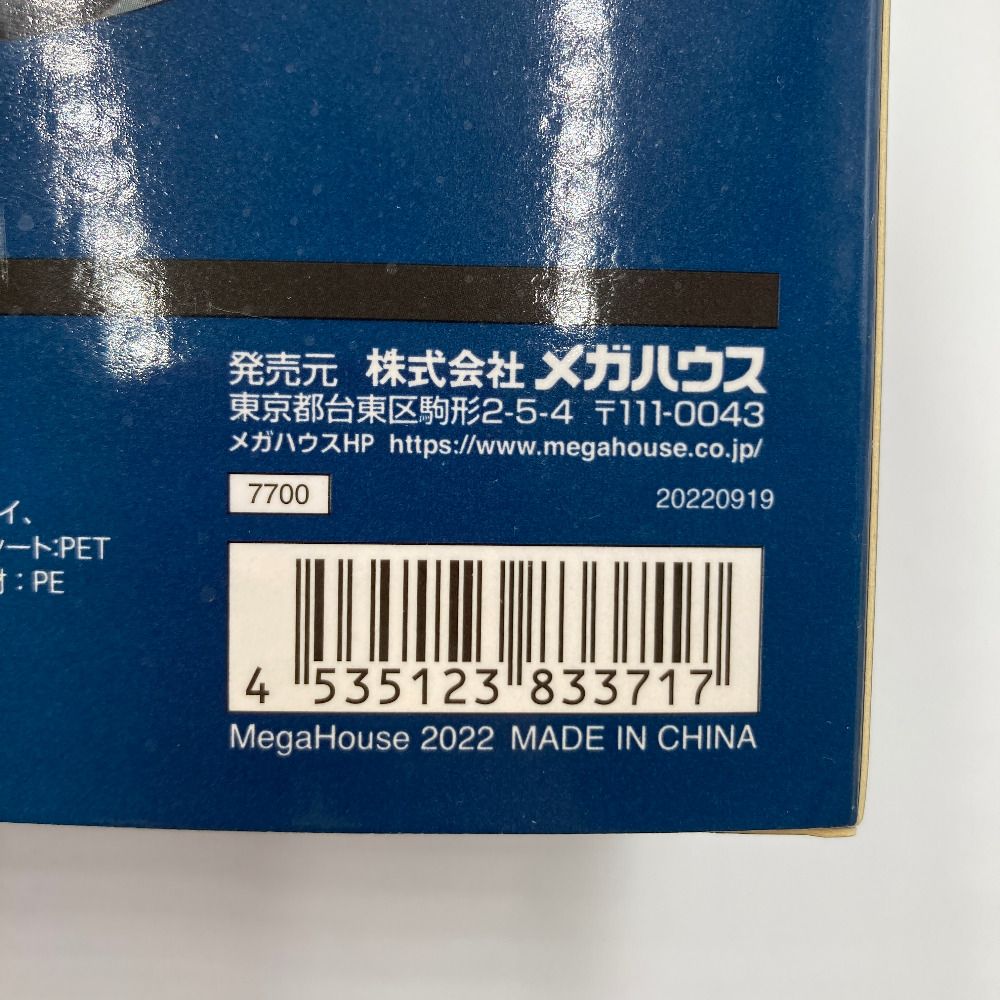 発売元 株式会社 メガハウス
東京都台東区駒形2-5-4 〒111-0043
メガハウスHP https://www.megahouse.co.jp/
7700
20220919
イ、
ート:PET
: PE
4 535123 833717
MegaHouse 2022 MADE IN CHINA